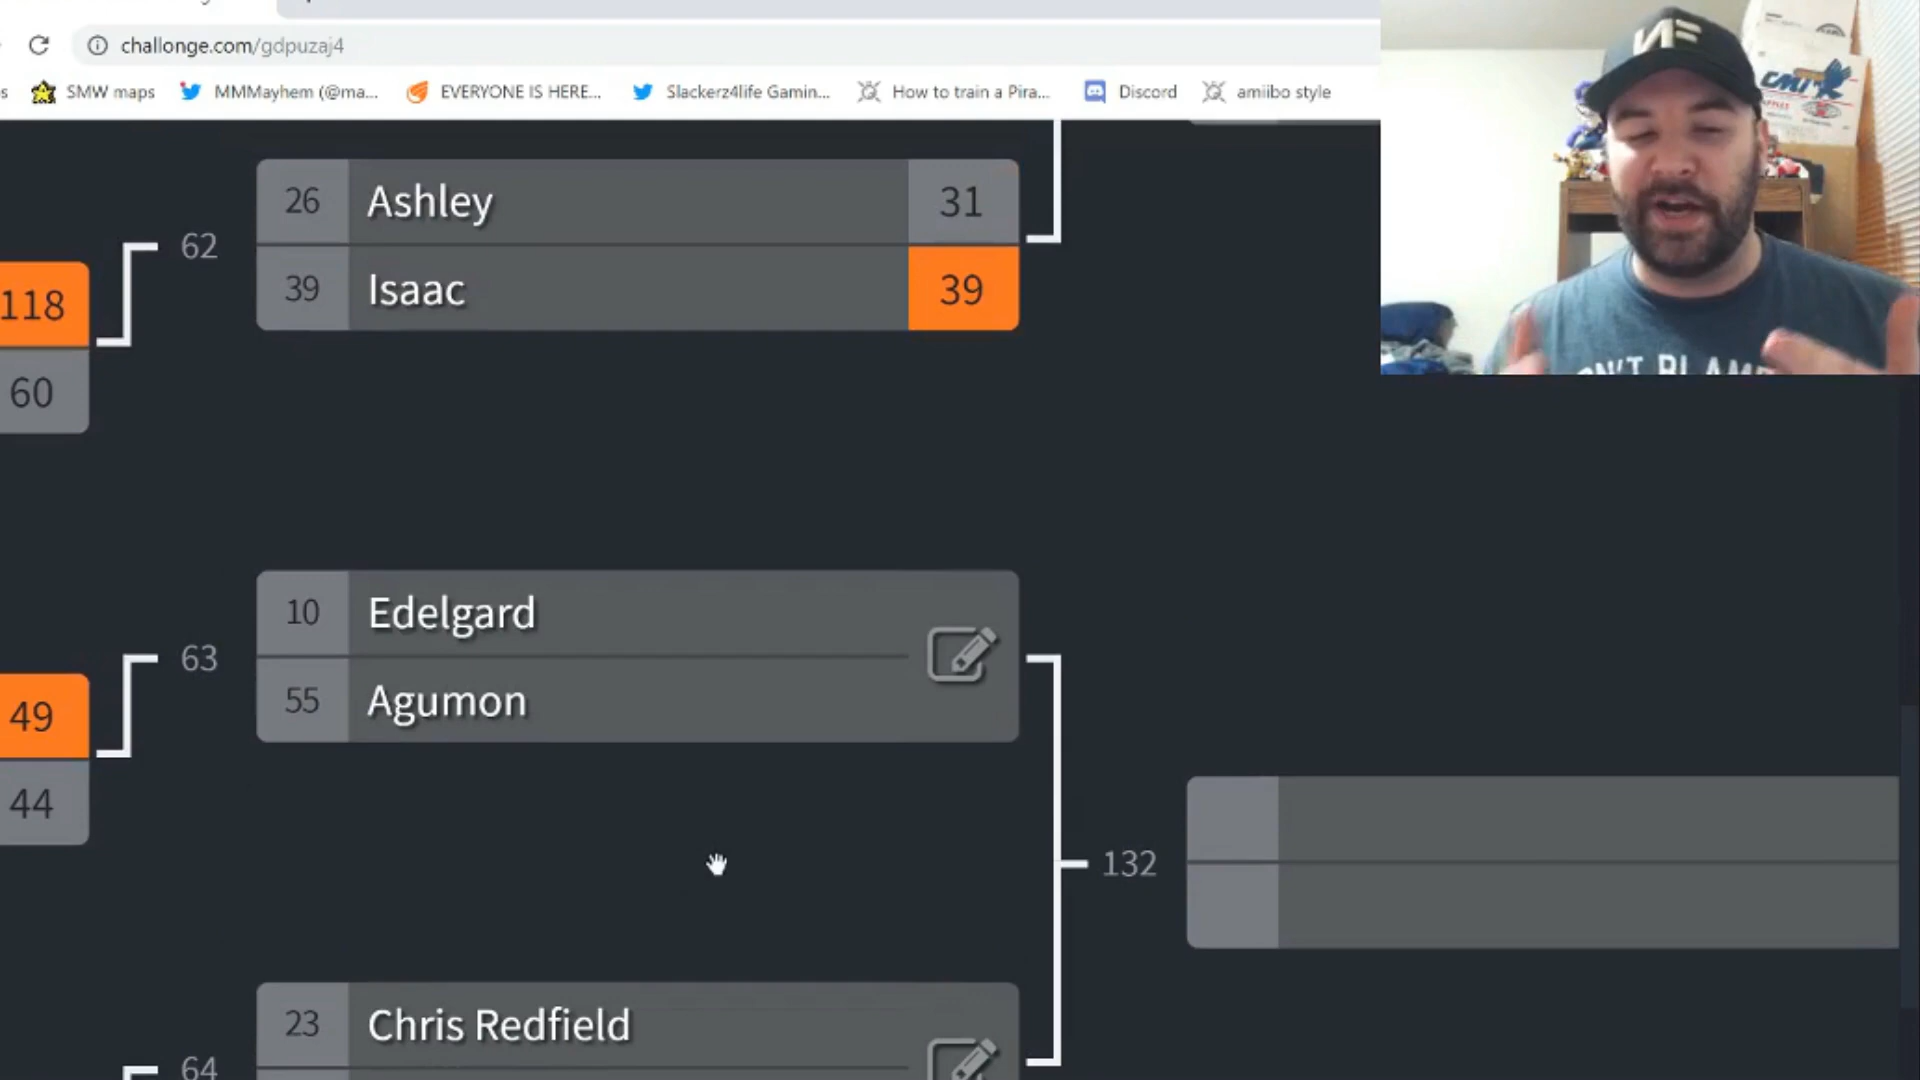 challonge.com/gdpuzaj4
SMW maps MMMayhem (@ma... EVERYONE IS HERE... Slackerz4life Gamin... How to train a Pira... Discord amiibo style
CMI
26 Ashley 31
62
39 Isaac 39
118
60
10 Edelgard
63
55 Agumon
49
44
132
23 Chris Redfield
64